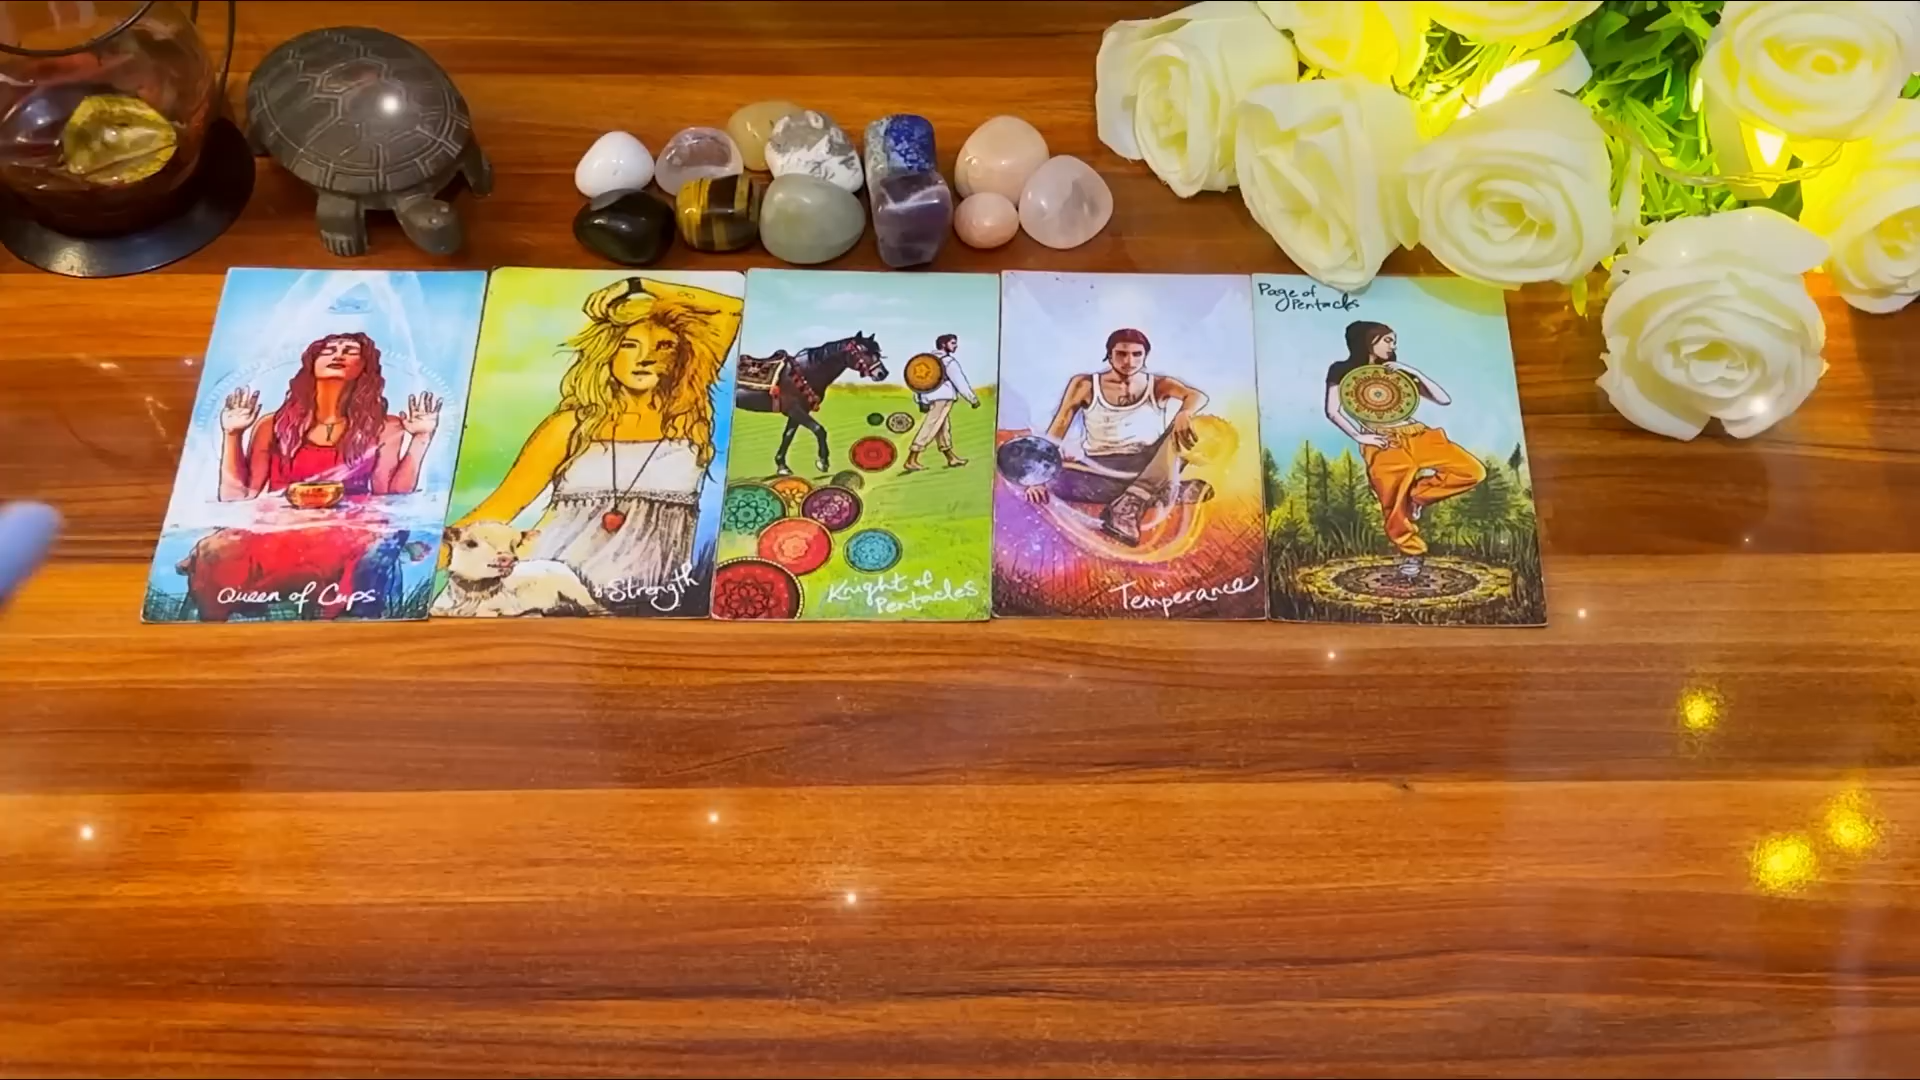 Queen of Cups
8 Strength
Knight of
Pentacles
14
Temperance
Page of
Pentacles